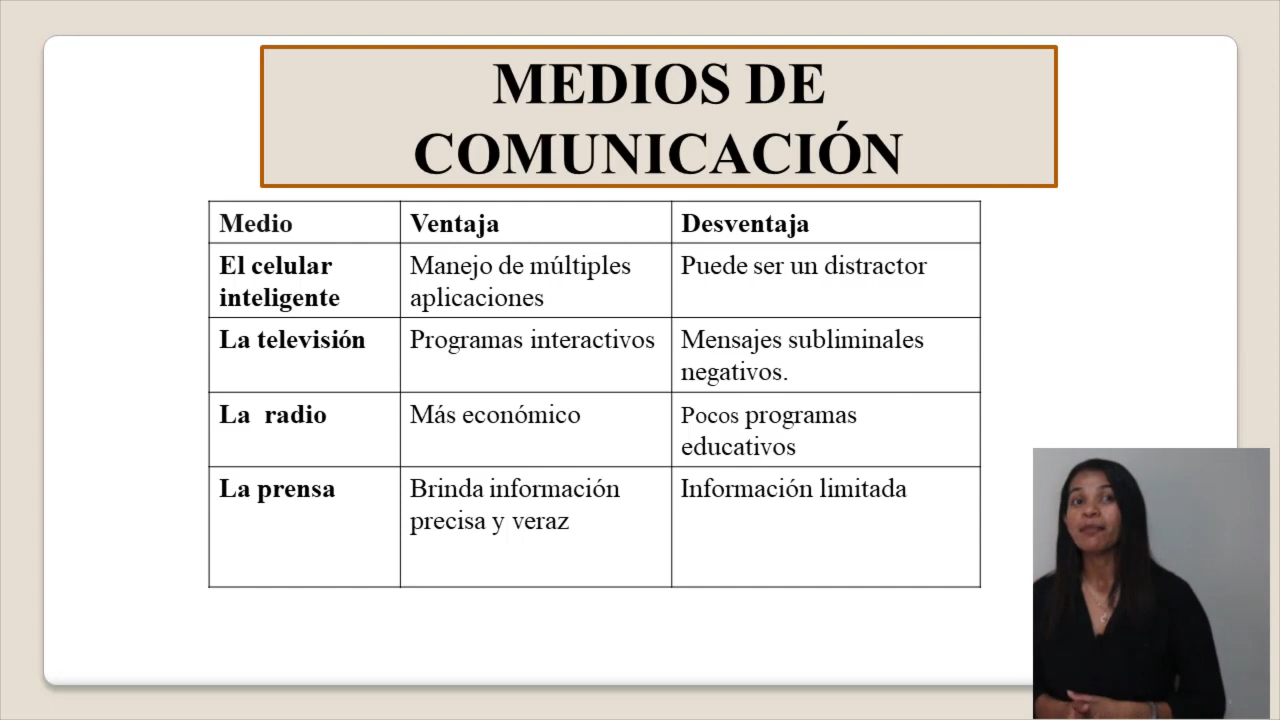 MEDIOS DE
COMUNICACIÓN
Medio Ventaja Desventaja
El celular inteligente Manejo de múltiples aplicaciones Puede ser un distractor
La televisión Programas interactivos Mensajes subliminales negativos.
La radio Más económico Pocos programas educativos
La prensa Brinda información precisa y veraz Información limitada